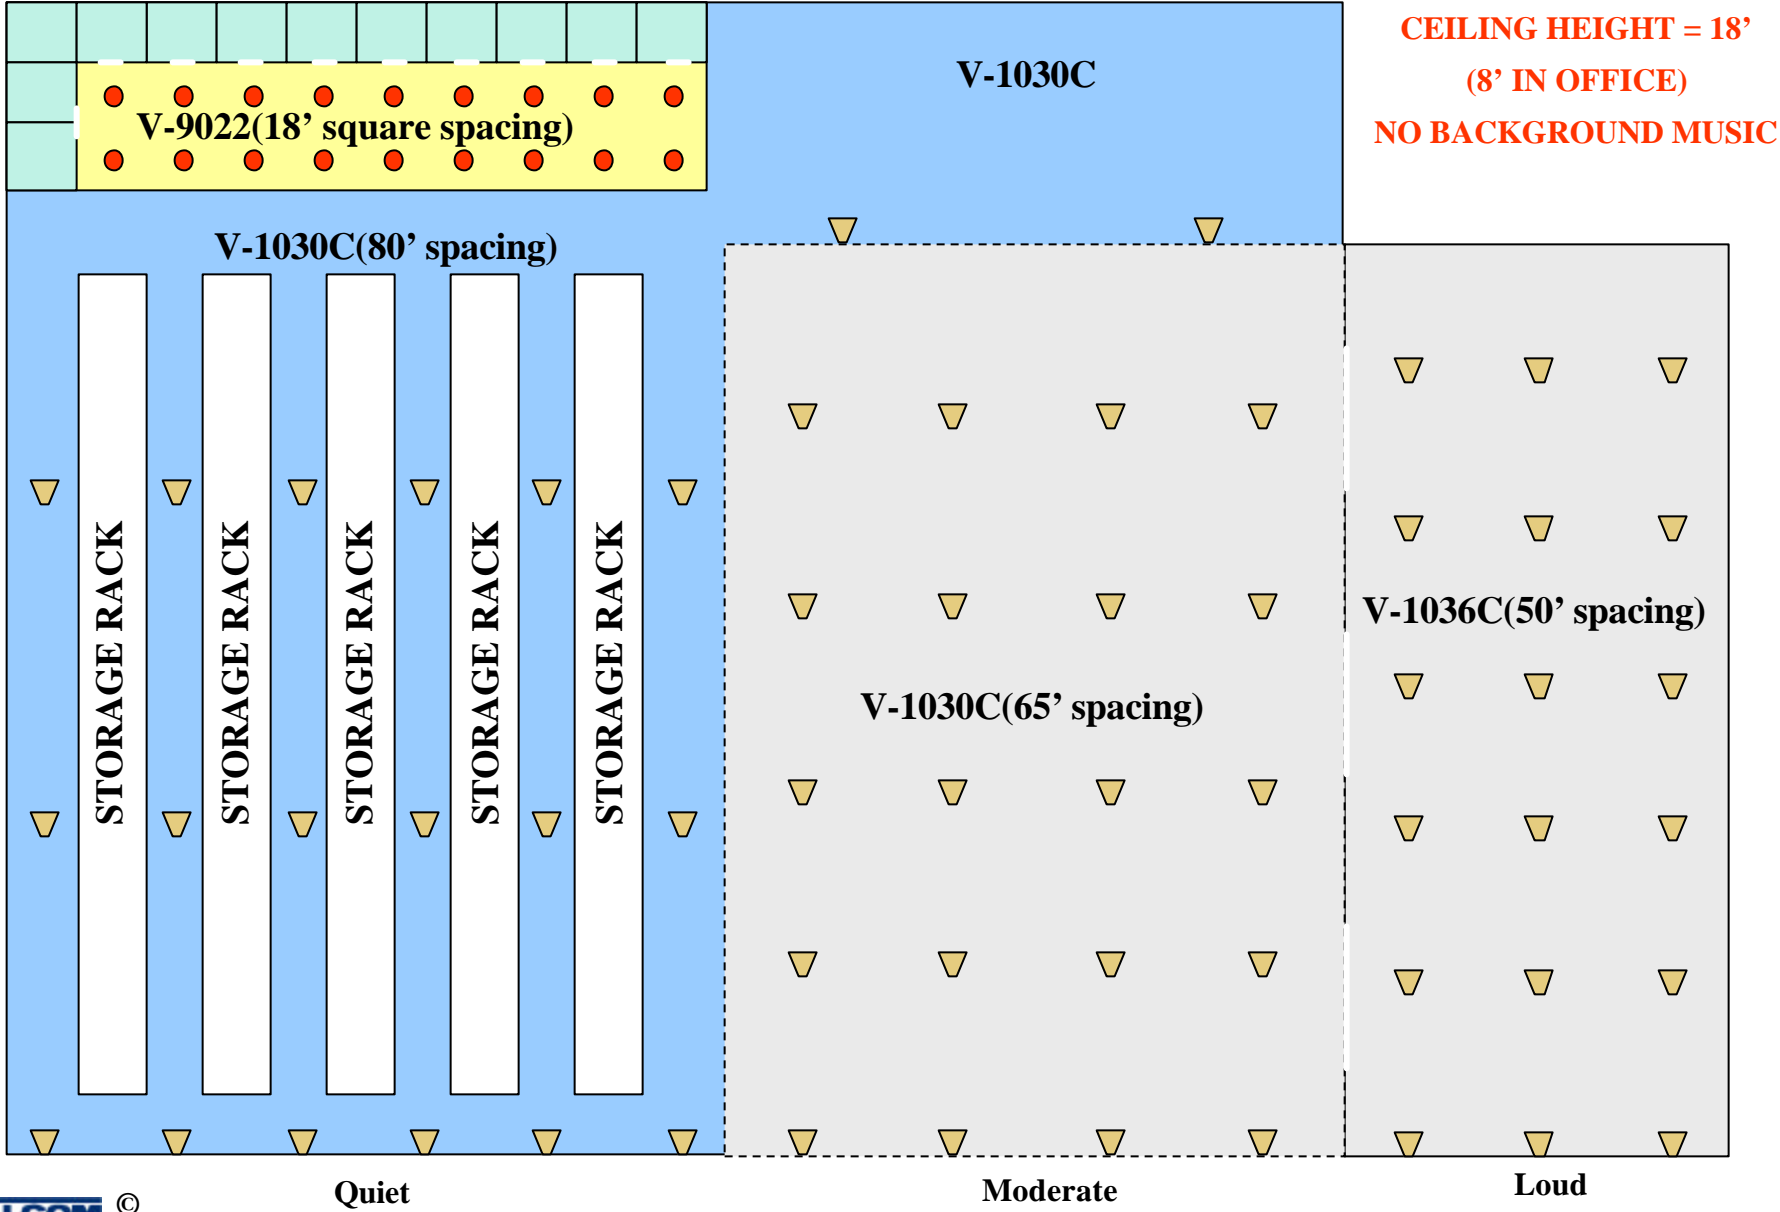 CEILING HEIGHT = 18’
(8’ IN OFFICE)
NO BACKGROUND MUSIC
V-1030C
V-9022(18’ square spacing)
V-1030C(80’ spacing)
STORAGE RACK
STORAGE RACK
STORAGE RACK
STORAGE RACK
STORAGE RACK
V-1036C(50’ spacing)
V-1030C(65’ spacing)
Quiet
Moderate
Loud
©